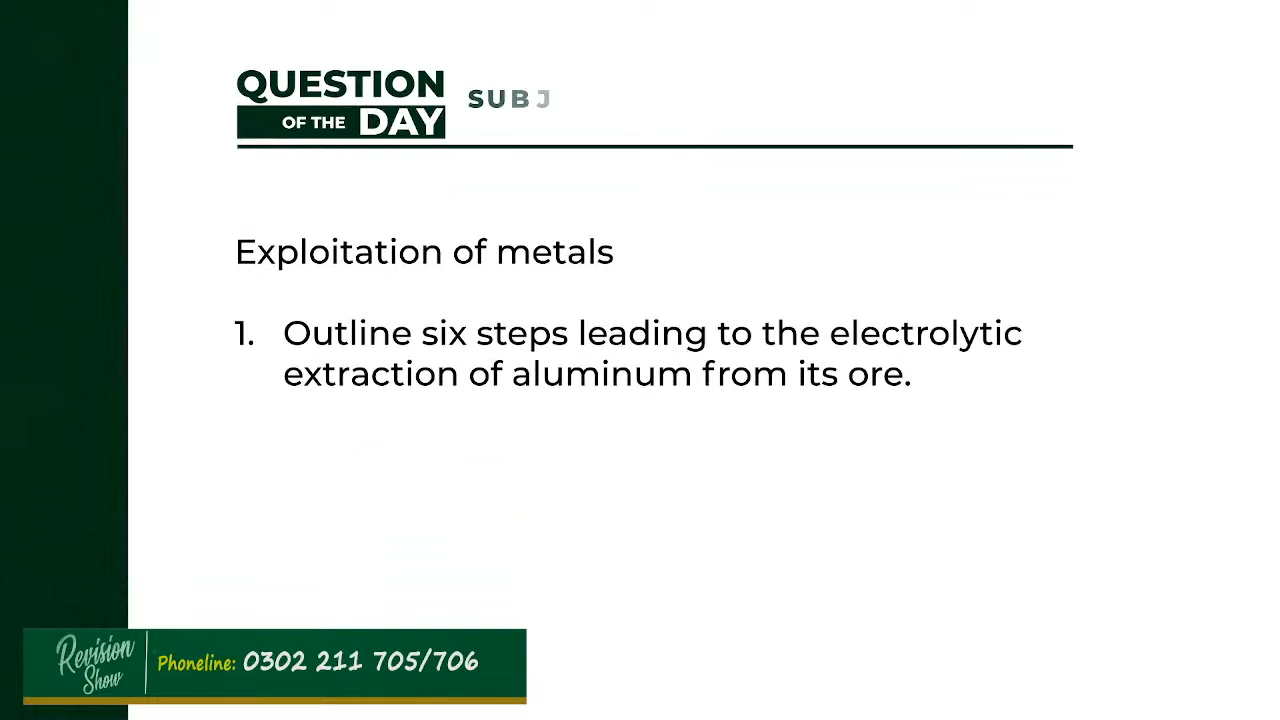 QUESTION
OF THE DAY
SUBJ
Exploitation of metals
1. Outline six steps leading to the electrolytic
extraction of aluminum from its ore.
Revision
Show
Phoneline: 0302 211 705/706